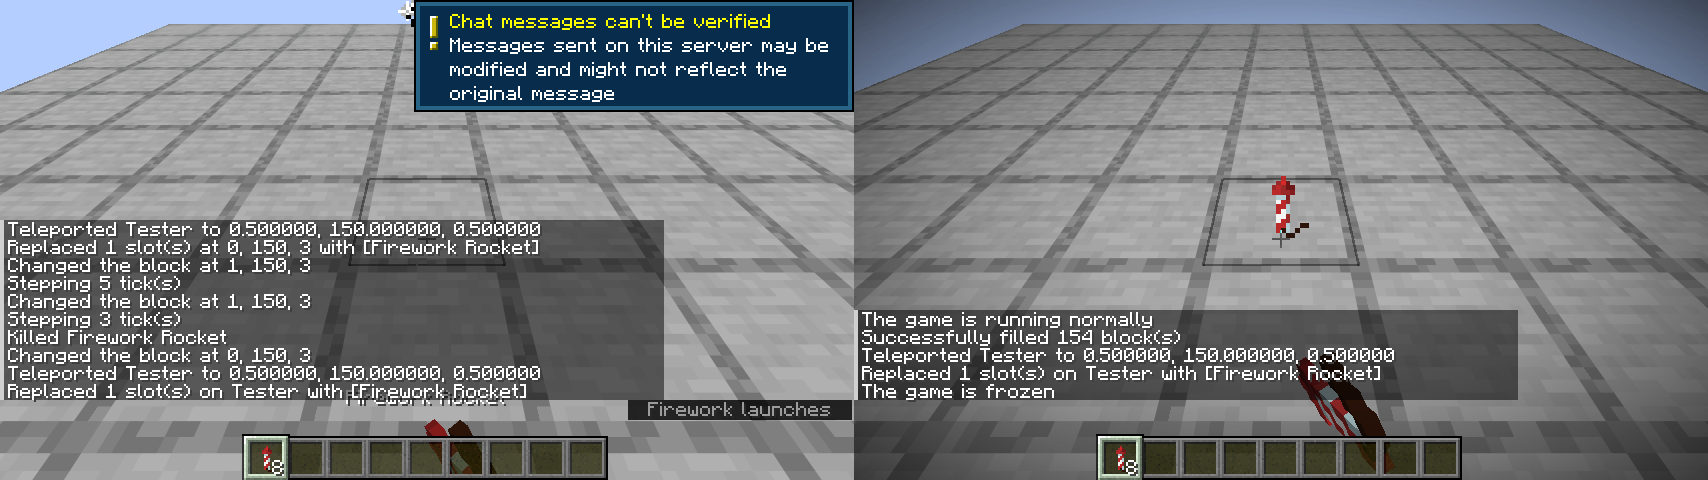 Chat messages can't be verified
Messages sent on this server may be
modified and might not reflect the
original message
Teleported Tester to 0.500000, 150.000000, 0.500000
Replaced 1 slot(s) at 0, 150, 3 with [Firework Rocket]
Changed the block at 1, 150, 3
Stepping 5 tick(s)
Changed the block at 1, 150, 3
Stepping 3 tick(s)
Killed Firework Rocket
Changed the block at 0, 150, 3
Teleported Tester to 0.500000, 150.000000, 0.500000
Replaced 1 slot(s) on Tester with [Firework Rocket]
Firework Rocket
Firework launches
8
The game is running normally
Successfully filled 154 block(s)
Teleported Tester to 0.500000, 150.000000, 0.500000
Replaced 1 slot(s) on Tester with [Firework Rocket]
The game is frozen
8